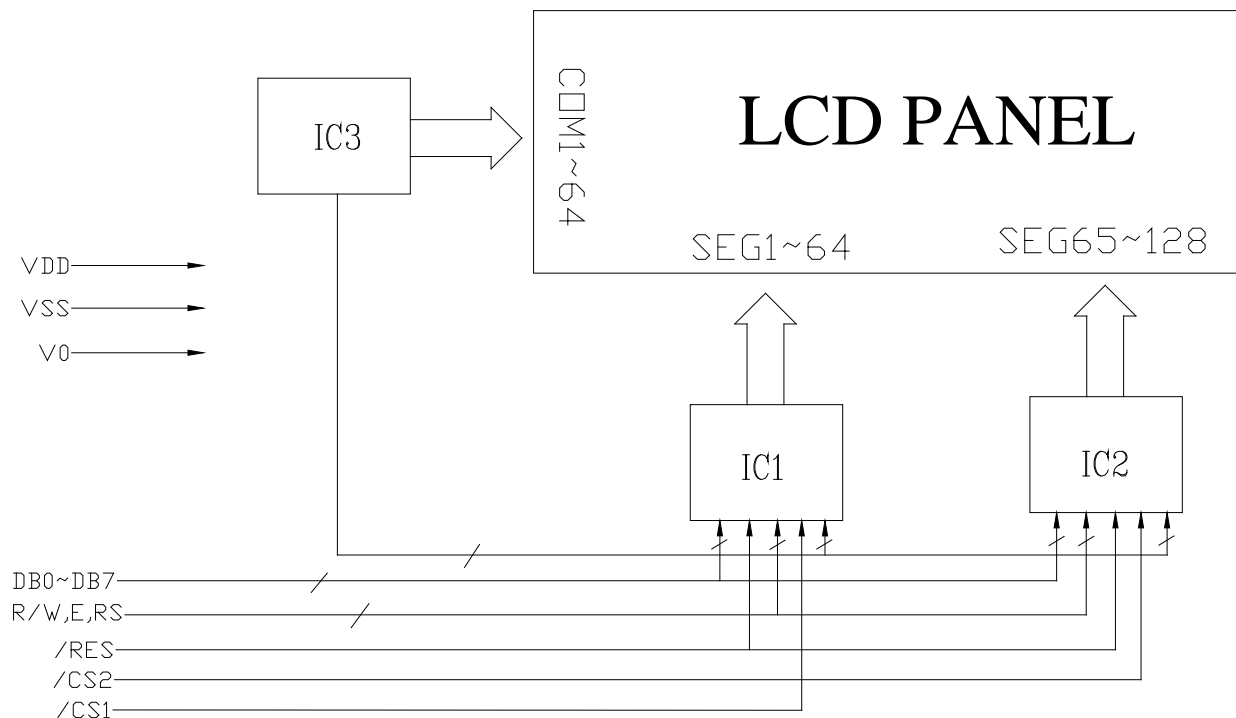 LCD PANEL
COM1~64
IC3
SEG1~64
SEG65~128
VDD
VSS
V0
IC1
IC2
DB0~DB7
R/W,E,RS
/RES
/CS2
/CS1